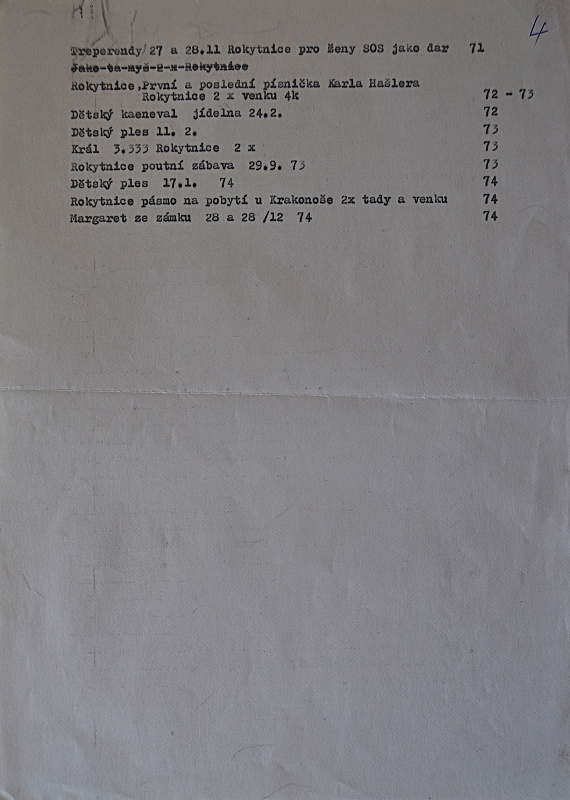 4
Treperendy 27 a 28.11 Rokytnice pro ženy SOS jako dar 71
Jako-ta-myš-2-x-Rokytnice
Rokytnice,První a poslední písnička Karla Hašlera
Rokytnice 2 x venku 4k 72 - 73
Dětský kaeneval jídelna 24.2. 72
Dětský ples 11. 2. 73
Král 3.333 Rokytnice 2 x 73
Rokytnice poutní zábava 29.9. 73 73
Dětský ples 17.1. 74 74
Rokytnice pásmo na pobytí u Krakonoše 2x tady a venku 74
Margaret ze zámku 28 a 28 /12 74 74